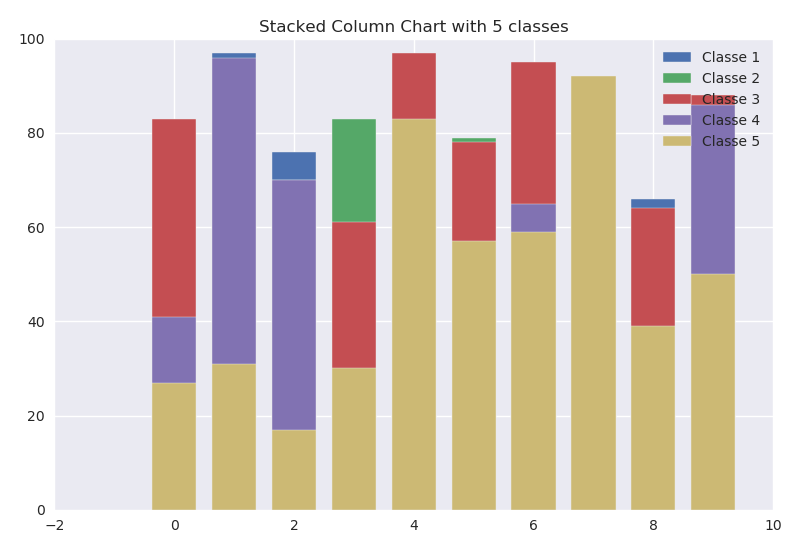 Stacked Column Chart with 5 classes
100
80
60
40
20
0
Classe 1
Classe 2
Classe 3
Classe 4
Classe 5
−2 0 2 4 6 8 10